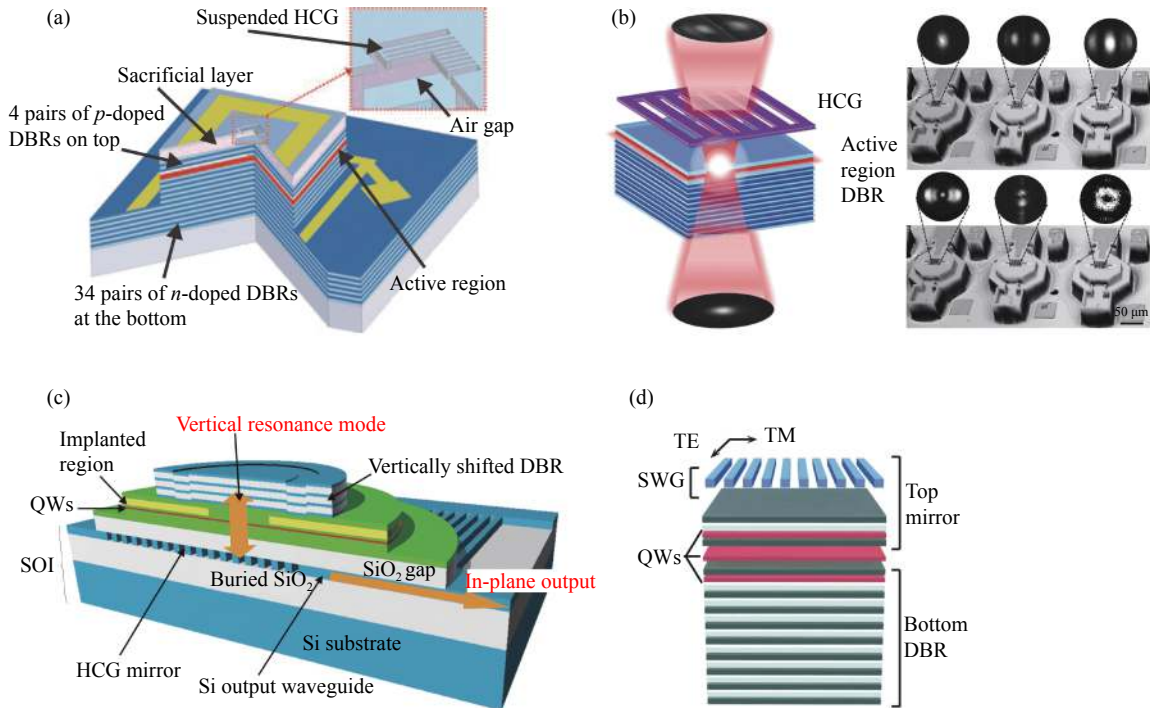 (a)
Suspended HCG
Sacrificial layer
4 pairs of p-doped
DBRs on top
Air gap
Active region
34 pairs of n-doped DBRs
at the bottom
(b)
HCG
Active
region
DBR
50 μm
(c)
Vertical resonance mode
Implanted
region
Vertically shifted DBR
QWs
SOI
SiO2 gap
Buried SiO2
In-plane output
Si substrate
HCG mirror
Si output waveguide
(d)
TE
TM
SWG
Top
mirror
QWs
Bottom
DBR